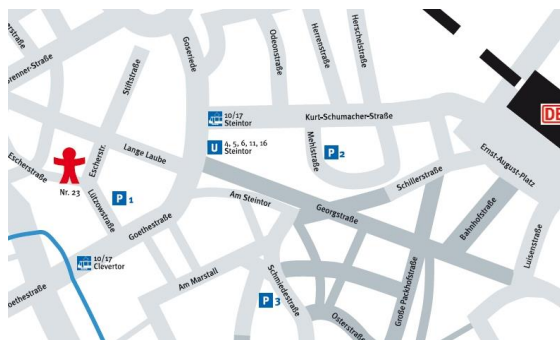 Brenner-Straße
Stiftstraße
Goseriede
Odeonstraße
Herrenstraße
Herschelstraße
10/17
Steintor
Kurt-Schumacher-Straße
DB
U 4, 5, 6, 11, 16
Steintor
Mehlstraße
P 2
Ernst-August-Platz
Escherstraße
Escherstr.
Lange Laube
Nr. 23
Lützowstraße
P 1
Schillerstraße
Am Steintor
Georgstraße
Bahnhofstraße
Luisenstraße
Goethestraße
10/17
Clevertor
Goethestraße
Am Marstall
Schmiedestraße
P 3
Osterstraße
Große Packhofstraße